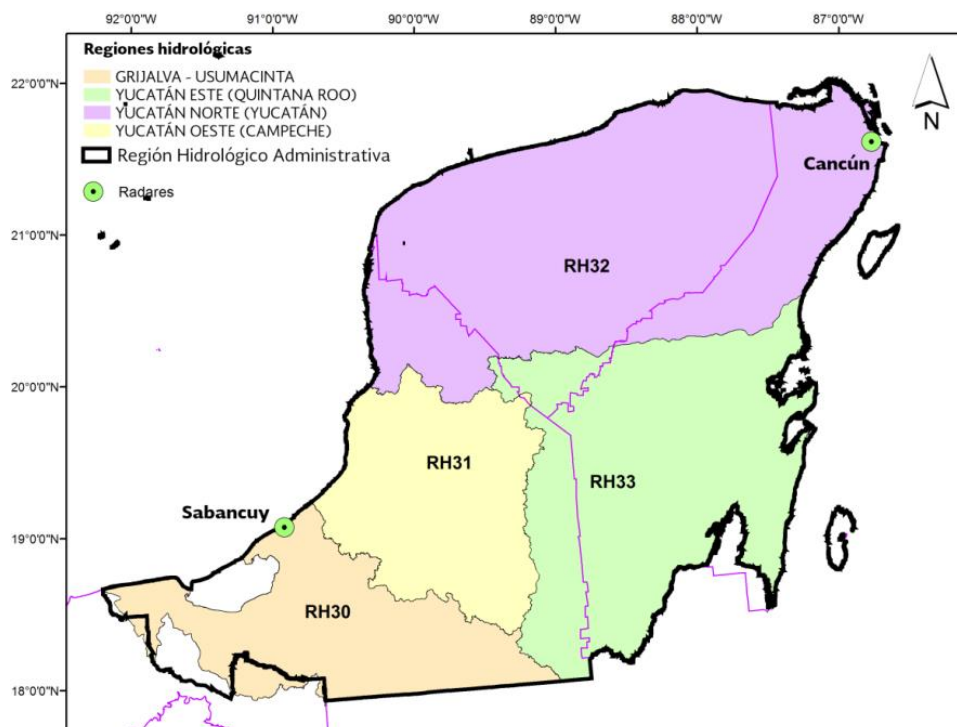 92°0'0"W 91°0'0"W 90°0'0"W 89°0'0"W 88°0'0"W 87°0'0"W
Regiones hidrológicas
GRIJALVA - USUMACINTA
YUCATÁN ESTE (QUINTANA ROO)
YUCATÁN NORTE (YUCATÁN)
YUCATÁN OESTE (CAMPECHE)
Región Hidrológico Administrativa
Radares
22°0'0"N
21°0'0"N
20°0'0"N
19°0'0"N
18°0'0"N
N
Cancún
RH32
RH31
RH33
Sabancuy
RH30